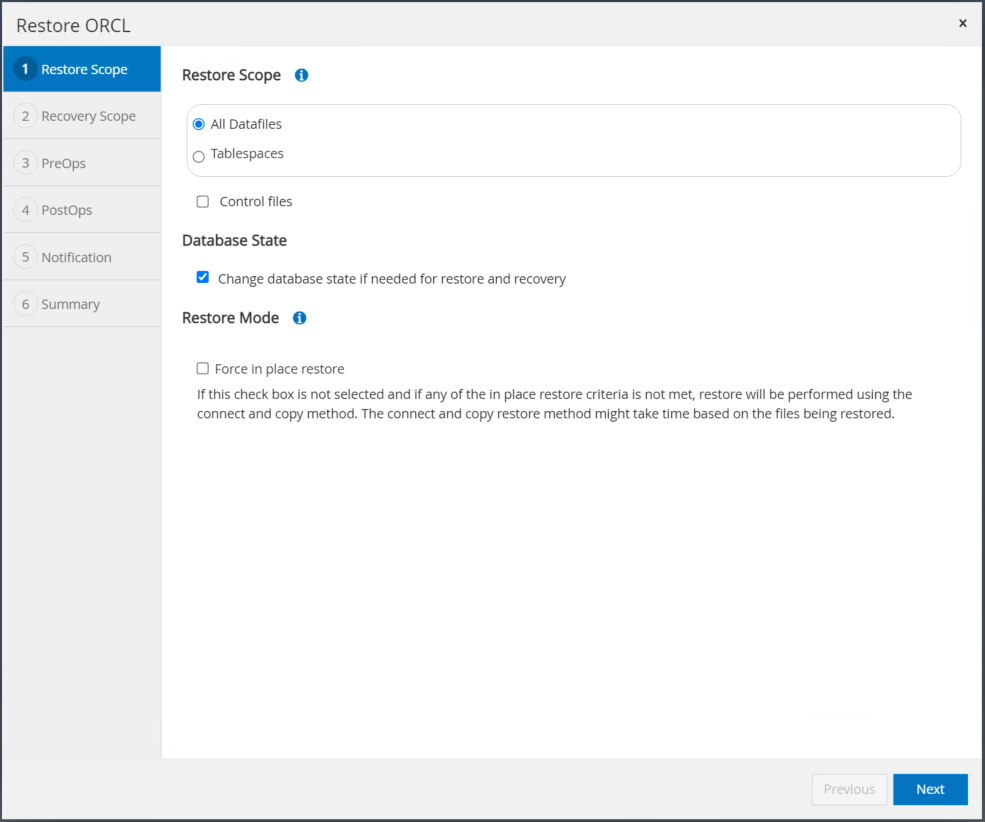 Restore ORCL
×
1 Restore Scope
2 Recovery Scope
3 PreOps
4 PostOps
5 Notification
6 Summary
Restore Scope i
All Datafiles
Tablespaces
Control files
Database State
Change database state if needed for restore and recovery
Restore Mode i
Force in place restore
If this check box is not selected and if any of the in place restore criteria is not met, restore will be performed using the
connect and copy method. The connect and copy restore method might take time based on the files being restored.
Previous
Next